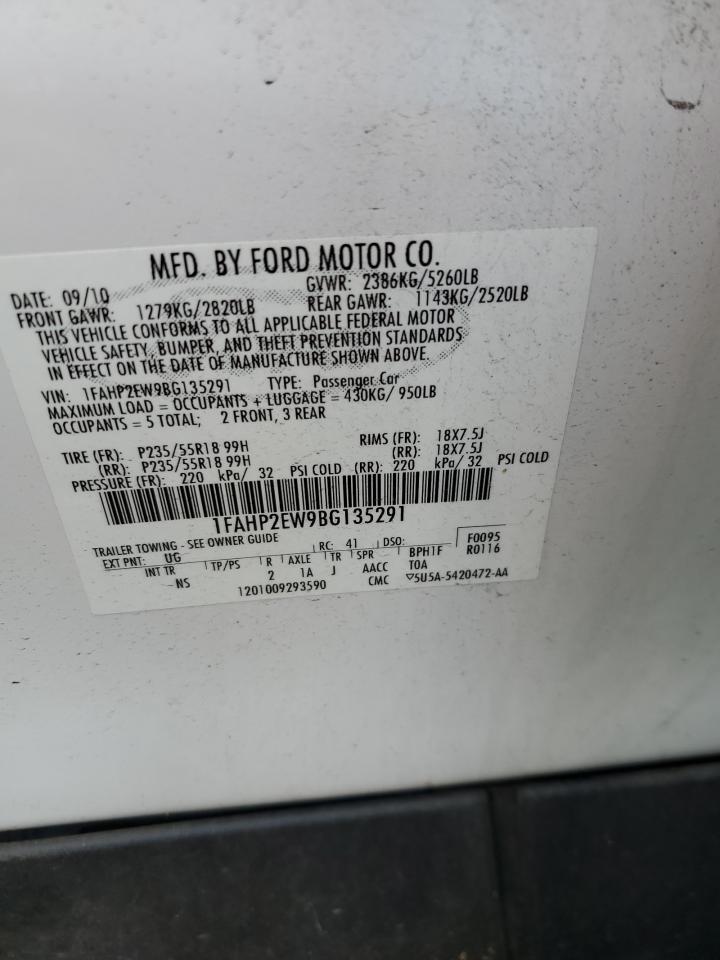 MFD. BY FORD MOTOR CO.
DATE: 09/10 GVWR: 2386KG/5260LB
FRONT GAWR: 1279KG/2820LB REAR GAWR: 1143KG/2520LB
THIS VEHICLE CONFORMS TO ALL APPLICABLE FEDERAL MOTOR
VEHICLE SAFETY, BUMPER, AND THEFT PREVENTION STANDARDS
IN EFFECT ON THE DATE OF MANUFACTURE SHOWN ABOVE.
VIN: 1FAHP2EW9BG135291 TYPE: Passenger Car
MAXIMUM LOAD = OCCUPANTS + LUGGAGE = 430KG/950LB
OCCUPANTS = 5 TOTAL; 2 FRONT, 3 REAR
TIRE (FR): P235/55R18 99H RIMS (FR): 18X7.5J
(RR): P235/55R18 99H (RR): 18X7.5J
PRESSURE (FR): 220 kPa/ 32 PSI COLD (RR): 220 kPa/ 32 PSI COLD
1FAHP2EW9BG135291
TRAILER TOWING - SEE OWNER GUIDE F0095
EXT PNT: UG RC: 41 DSO: R0116
INT TR TP/PS R AXLE TR SPR BPH1F
NS 2 1A J AACC TOA
1201009293590 CMC ▽5U5A-5420472-AA